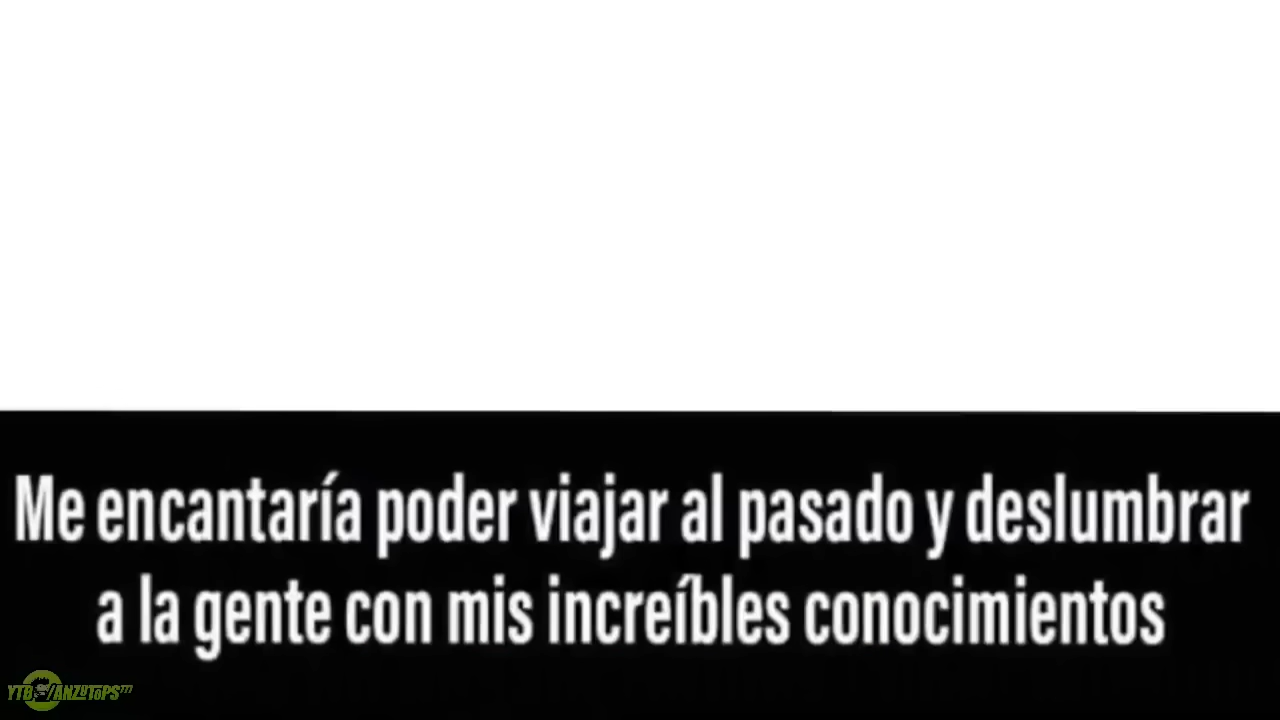 Me encantaría poder viajar al pasado y deslumbrar
a la gente con mis increíbles conocimientos